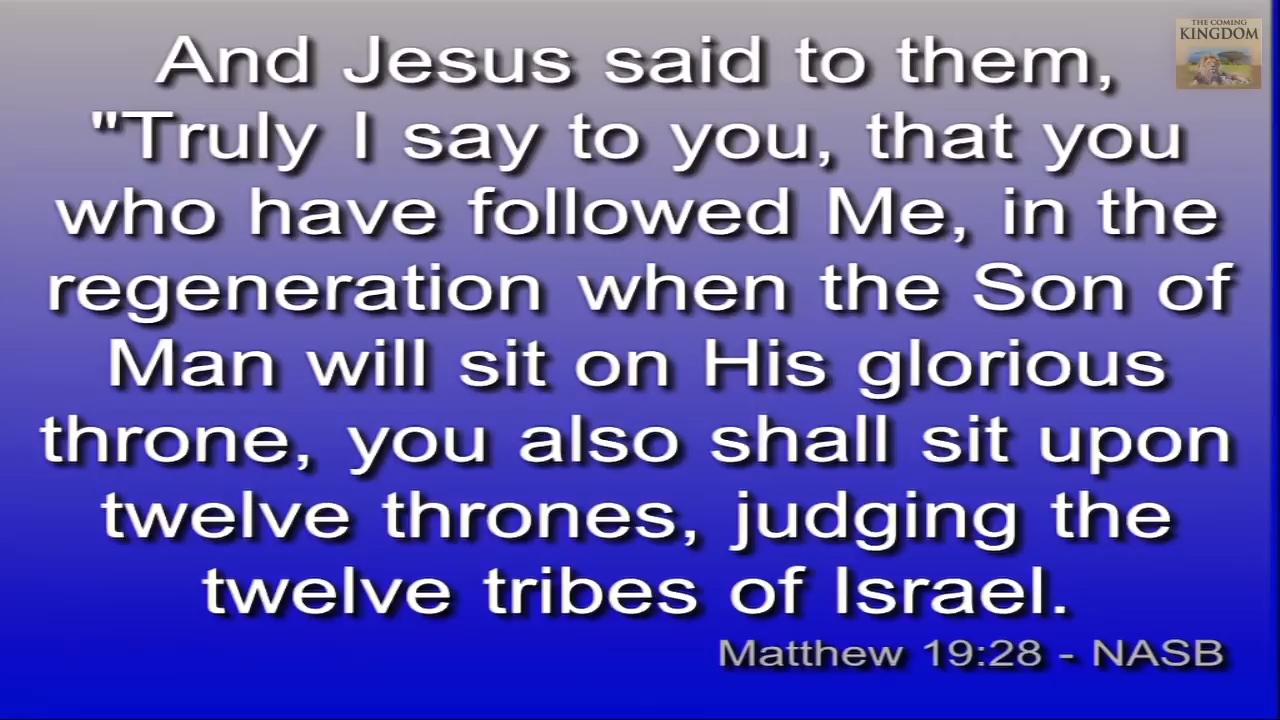 THE COMING
KINGDOM
And Jesus said to them,
"Truly I say to you, that you
who have followed Me, in the
regeneration when the Son of
Man will sit on His glorious
throne, you also shall sit upon
twelve thrones, judging the
twelve tribes of Israel.
Matthew 19:28 - NASB